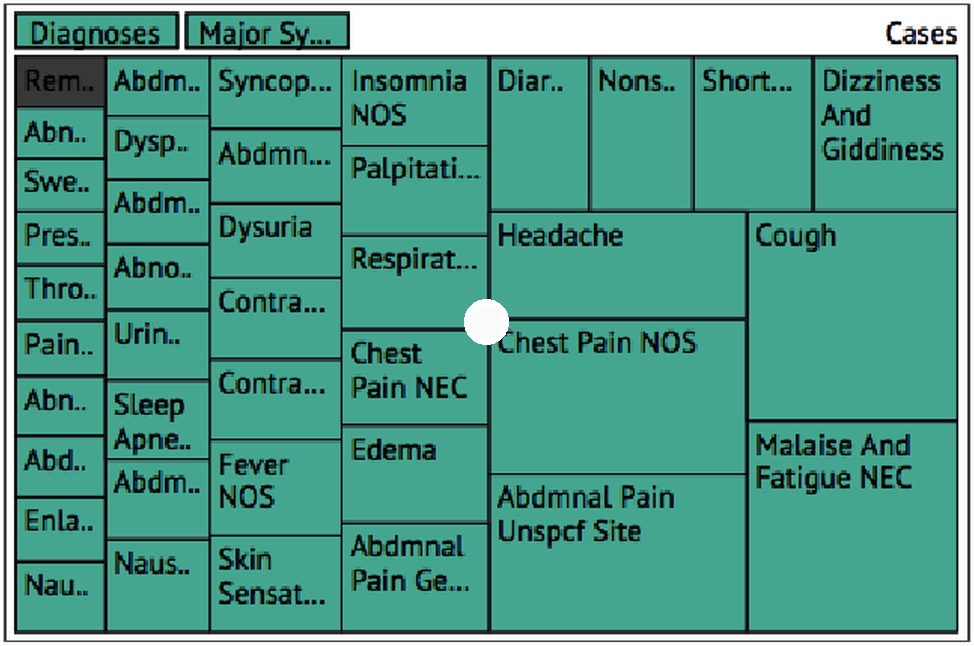 Diagnoses
Major Sy...
Cases
Rem..
Abn..
Swe..
Pres..
Thro..
Pain..
Abn..
Abd..
Enla..
Nau..
Abdm..
Dysp..
Abdm..
Abno..
Urin..
Sleep
Apne..
Abdm..
Naus..
Syncop...
Abdmn...
Dysuria
Contra...
Contra...
Fever
NOS
Skin
Sensat...
Insomnia
NOS
Palpitati...
Respirat...
Chest
Pain NEC
Edema
Abdmnal
Pain Ge...
Diar..
Nons..
Short...
Dizziness
And
Giddiness
Headache
Chest Pain NOS
Abdmnal Pain
Unspcf Site
Cough
Malaise And
Fatigue NEC